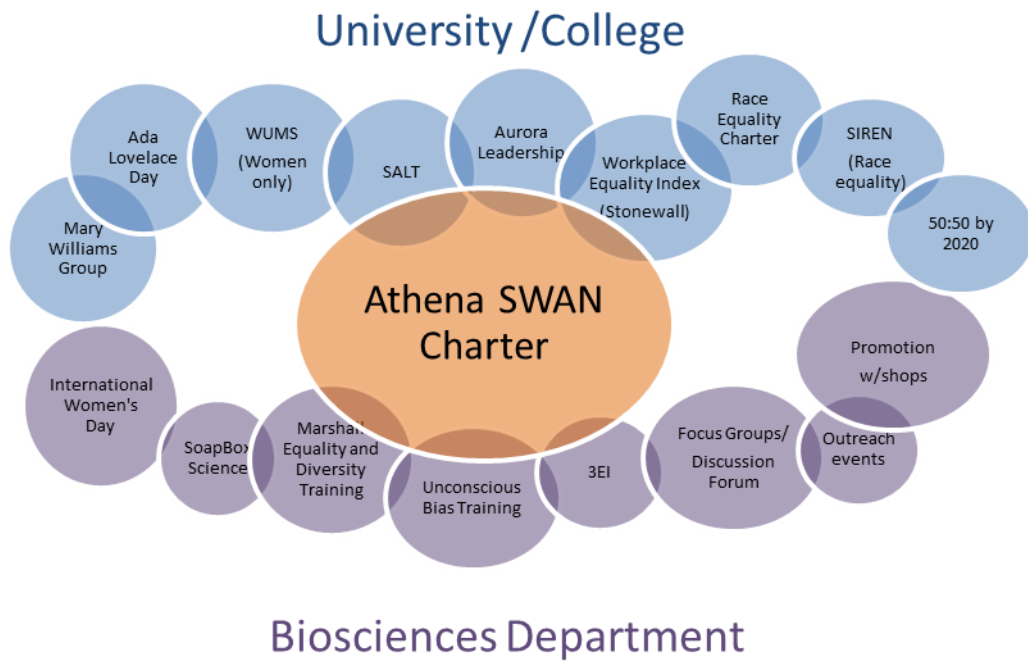 University /College
Ada
Lovelace
Day
WUMS
(Women
only)
SALT
Aurora
Leadership
Workplace
Equality Index
(Stonewall)
Race
Equality
Charter
SIREN
(Race
equality)
50:50 by
2020
Mary
Williams
Group
Athena SWAN
Charter
International
Women's
Day
SoapBox
Science
Marshall
Equality and
Diversity
Training
Unconscious
Bias Training
3EI
Focus Groups/
Discussion
Forum
Outreach
events
Promotion
w/shops
Biosciences Department